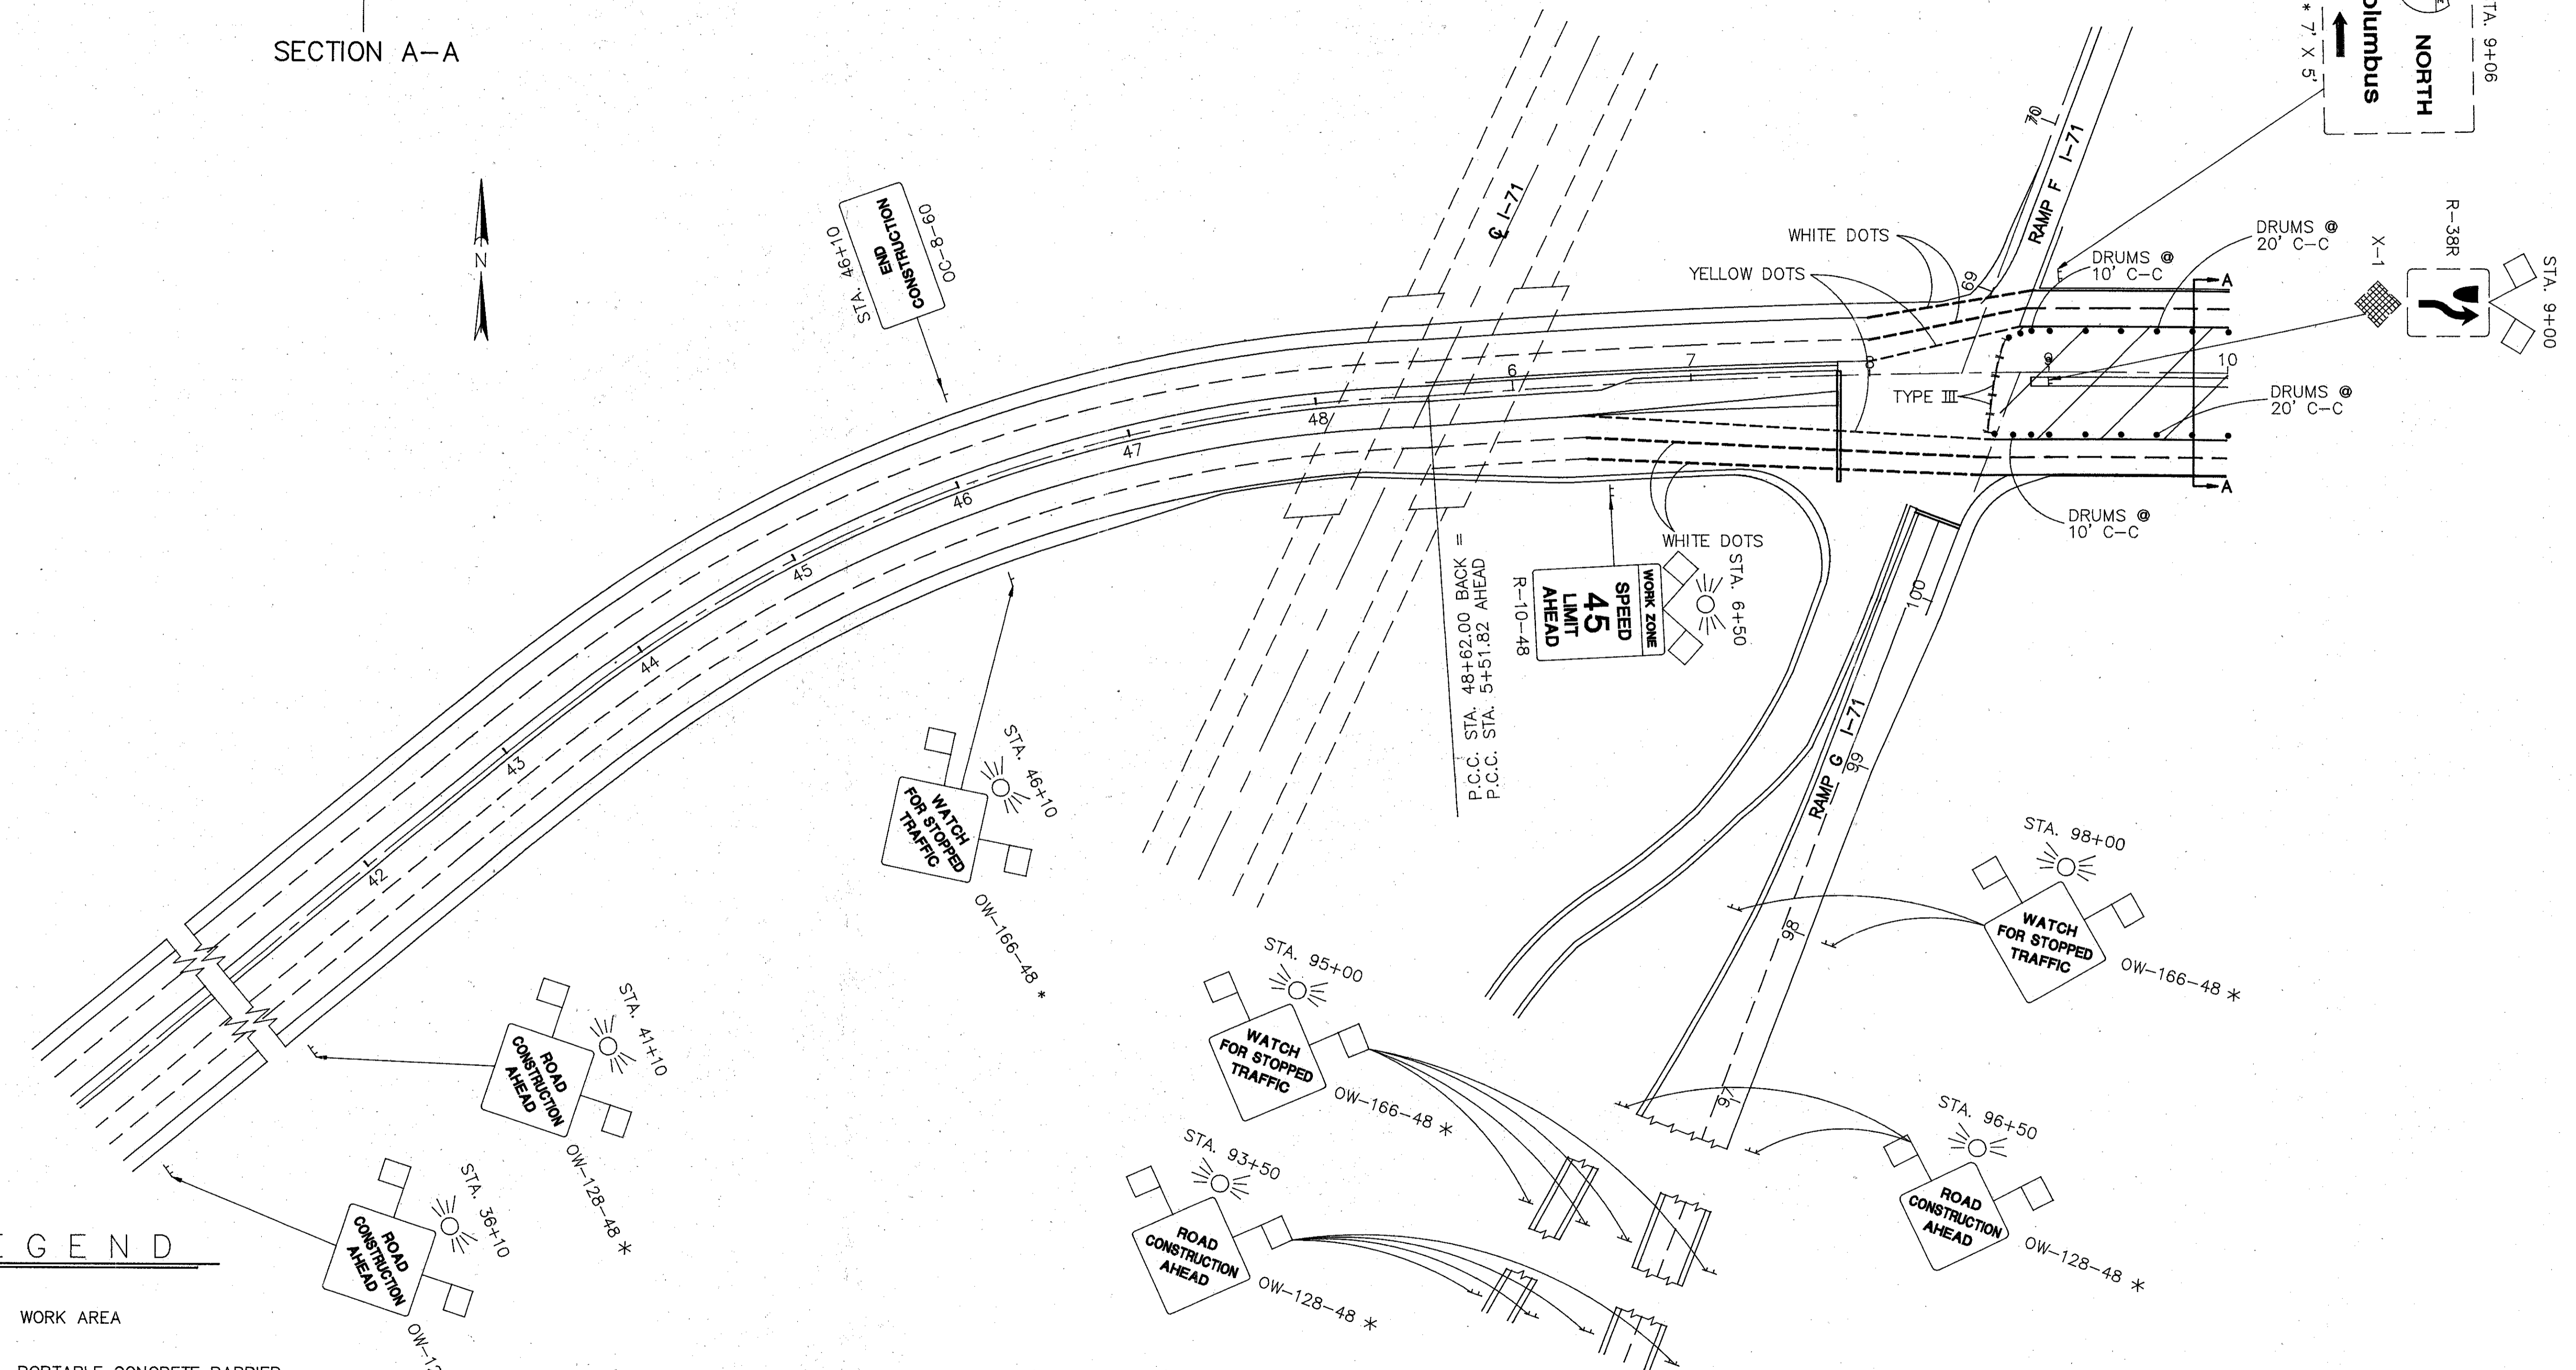 SECTION A-A
N
STA. 46+10
END
CONSTRUCTION
OC-8-60
℄ I-71
70
RAMP F I-71
69
STA. 9+06
NORTH
Columbus
* 7' X 5'
R-38R
X-1
STA. 9+00
WHITE DOTS
YELLOW DOTS
DRUMS @
10' C-C
DRUMS @
20' C-C
A
TYPE III
DRUMS @
20' C-C
A
DRUMS @
10' C-C
6
7
8
9
10
48
47
46
45
44
43
42
WHITE DOTS
STA. 6+50
WORK ZONE
SPEED
45
LIMIT
AHEAD
R-10-48
P.C.C. STA. 48+62.00 BACK =
P.C.C. STA. 5+51.82 AHEAD
100
RAMP G I-71
99
98
97
STA. 46+10
WATCH
FOR STOPPED
TRAFFIC
OW-166-48 *
STA. 98+00
WATCH
FOR STOPPED
TRAFFIC
OW-166-48 *
STA. 95+00
WATCH
FOR STOPPED
TRAFFIC
OW-166-48 *
STA. 41+10
ROAD
CONSTRUCTION
AHEAD
OW-128-48 *
STA. 96+50
ROAD
CONSTRUCTION
AHEAD
OW-128-48 *
STA. 93+50
ROAD
CONSTRUCTION
AHEAD
OW-128-48 *
STA. 36+10
ROAD
CONSTRUCTION
AHEAD
OW-12
EGEND
WORK AREA
PORTABLE CONCRETE BARRIER